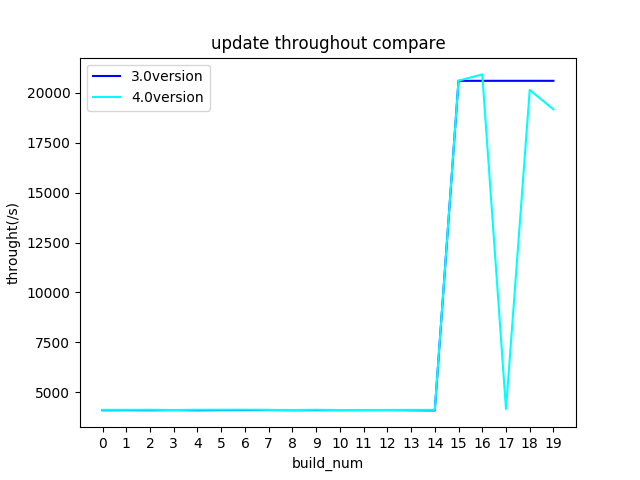 update throughout compare
3.0version
4.0version
20000
17500
15000
12500
10000
7500
5000
throught(/s)
0 1 2 3 4 5 6 7 8 9 10 11 12 13 14 15 16 17 18 19
build_num